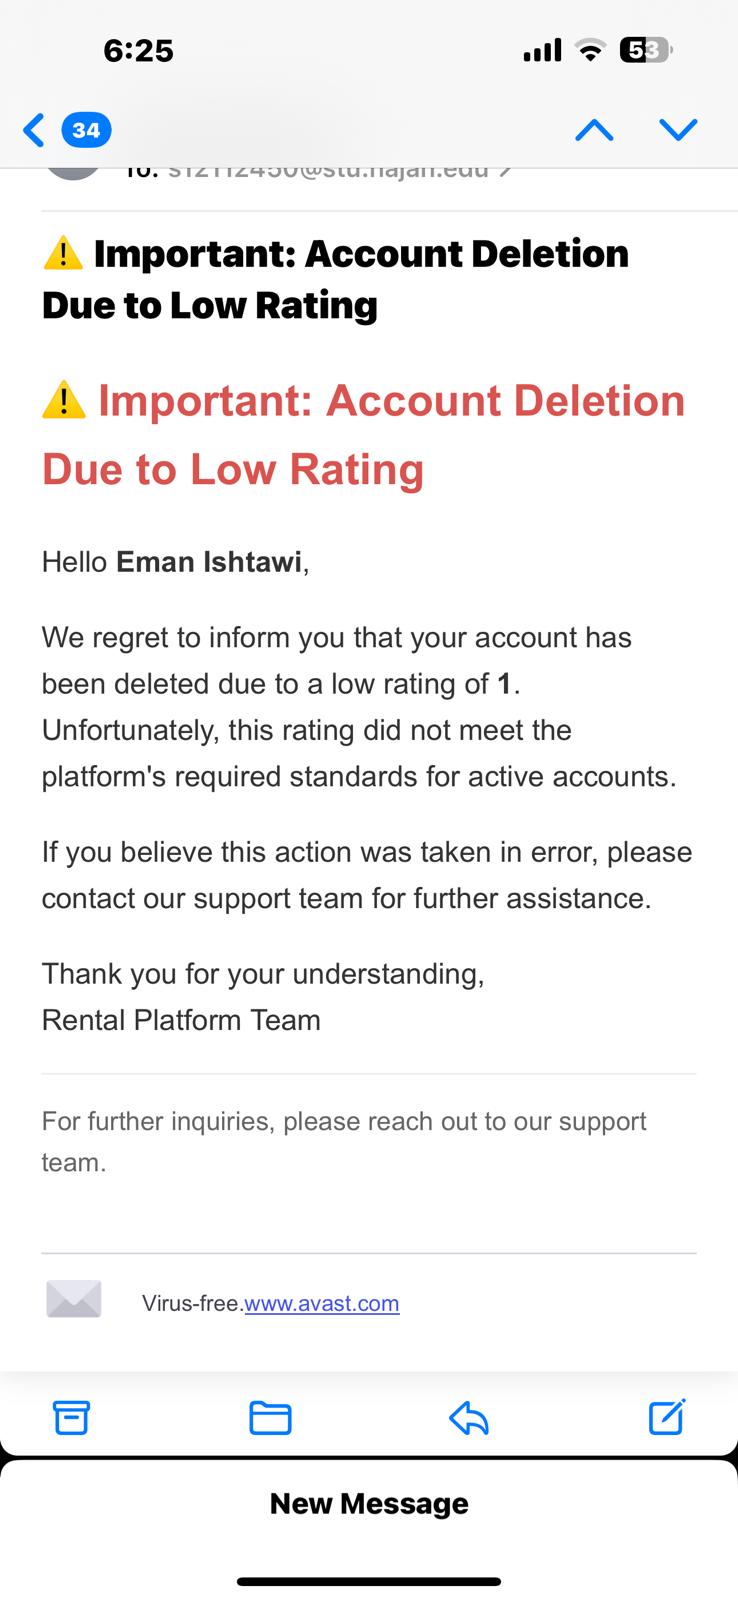 6:25
53
34
To: s12112450@stu.najah.edu
⚠️ Important: Account Deletion
Due to Low Rating
⚠️ Important: Account Deletion
Due to Low Rating
Hello Eman Ishtawi,
We regret to inform you that your account has
been deleted due to a low rating of 1.
Unfortunately, this rating did not meet the
platform's required standards for active accounts.
If you believe this action was taken in error, please
contact our support team for further assistance.
Thank you for your understanding,
Rental Platform Team
For further inquiries, please reach out to our support
team.
Virus-free.www.avast.com
New Message